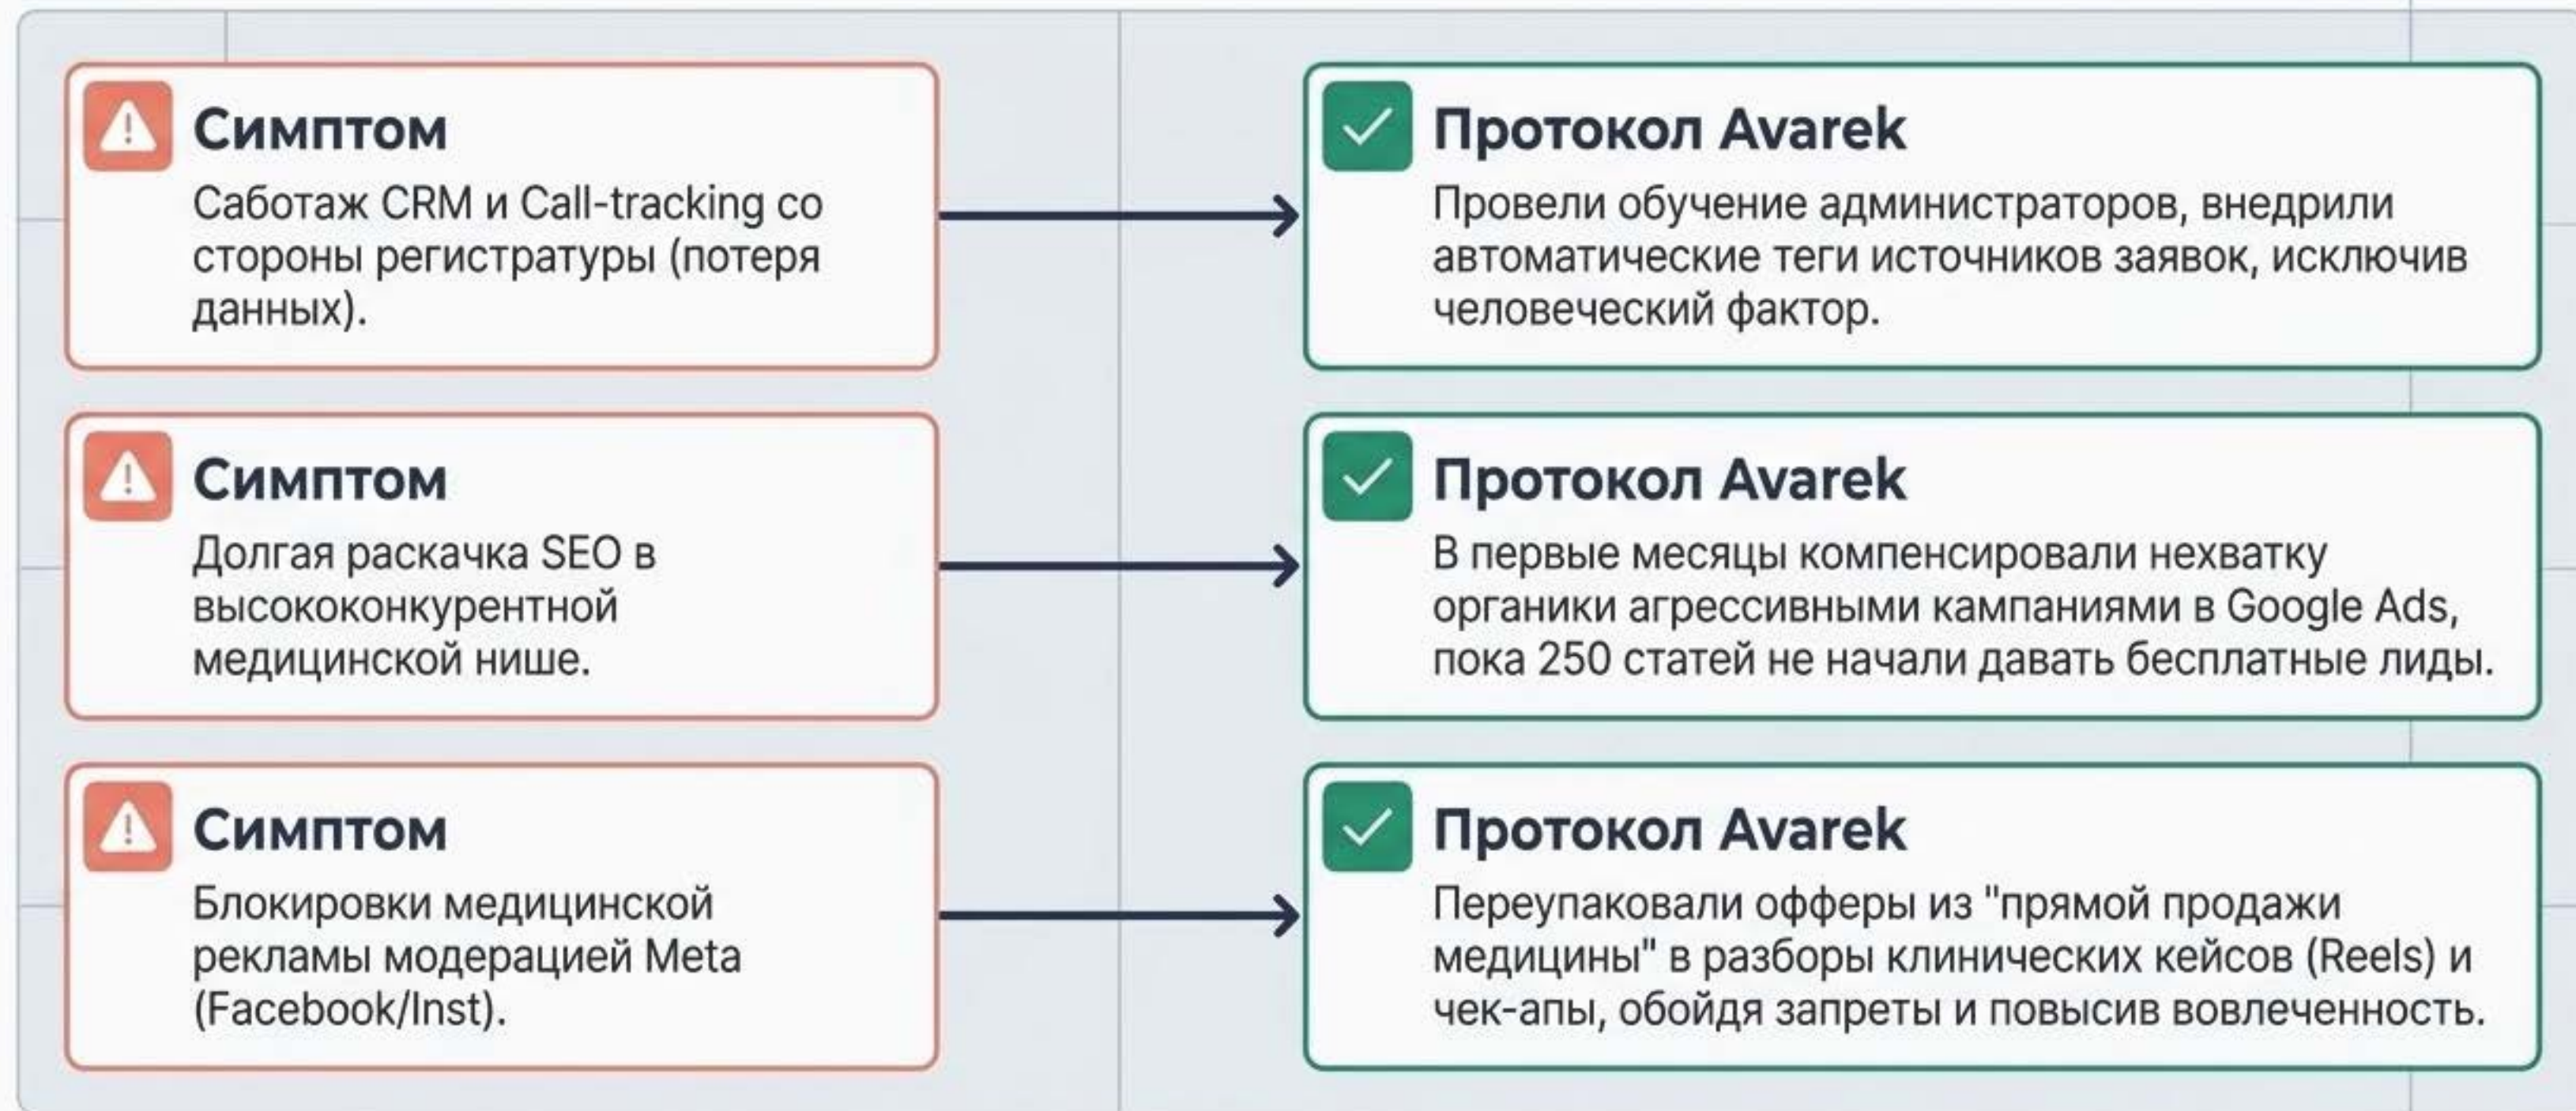 Симптом
Саботаж CRM и Call-tracking со
стороны регистратуры (потеря
данных).
Протокол Avarek
Провели обучение администраторов, внедрили
автоматические теги источников заявок, исключив
человеческий фактор.
Симптом
Долгая раскачка SEO в
высококонкурентной
медицинской нише.
Протокол Avarek
В первые месяцы компенсировали нехватку
органики агрессивными кампаниями в Google Ads,
пока 250 статей не начали давать бесплатные лиды.
Симптом
Блокировки медицинской
рекламы модерацией Meta
(Facebook/Inst).
Протокол Avarek
Переупаковали офферы из "прямой продажи
медицины" в разборы клинических кейсов (Reels) и
чек-апы, обойдя запреты и повысив вовлеченность.